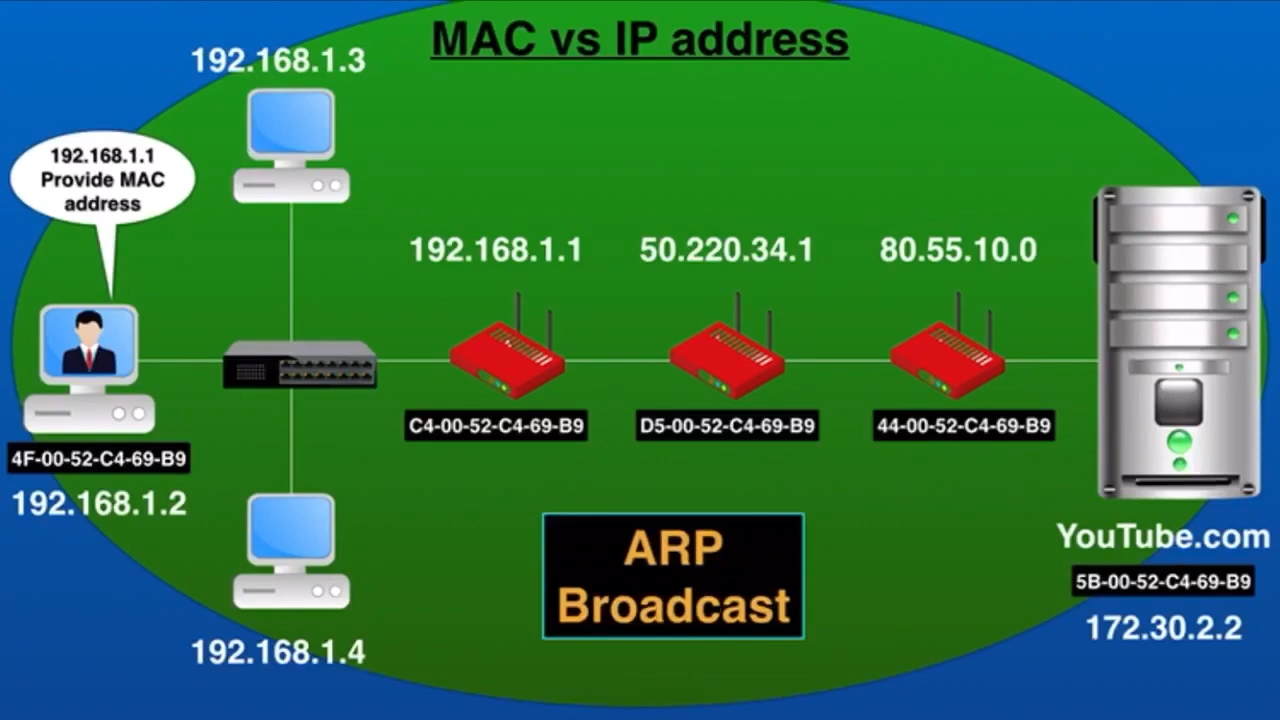 MAC vs IP address
192.168.1.3
192.168.1.1
Provide MAC
address
192.168.1.1
50.220.34.1
80.55.10.0
C4-00-52-C4-69-B9
D5-00-52-C4-69-B9
44-00-52-C4-69-B9
4F-00-52-C4-69-B9
192.168.1.2
ARP
Broadcast
YouTube.com
5B-00-52-C4-69-B9
172.30.2.2
192.168.1.4